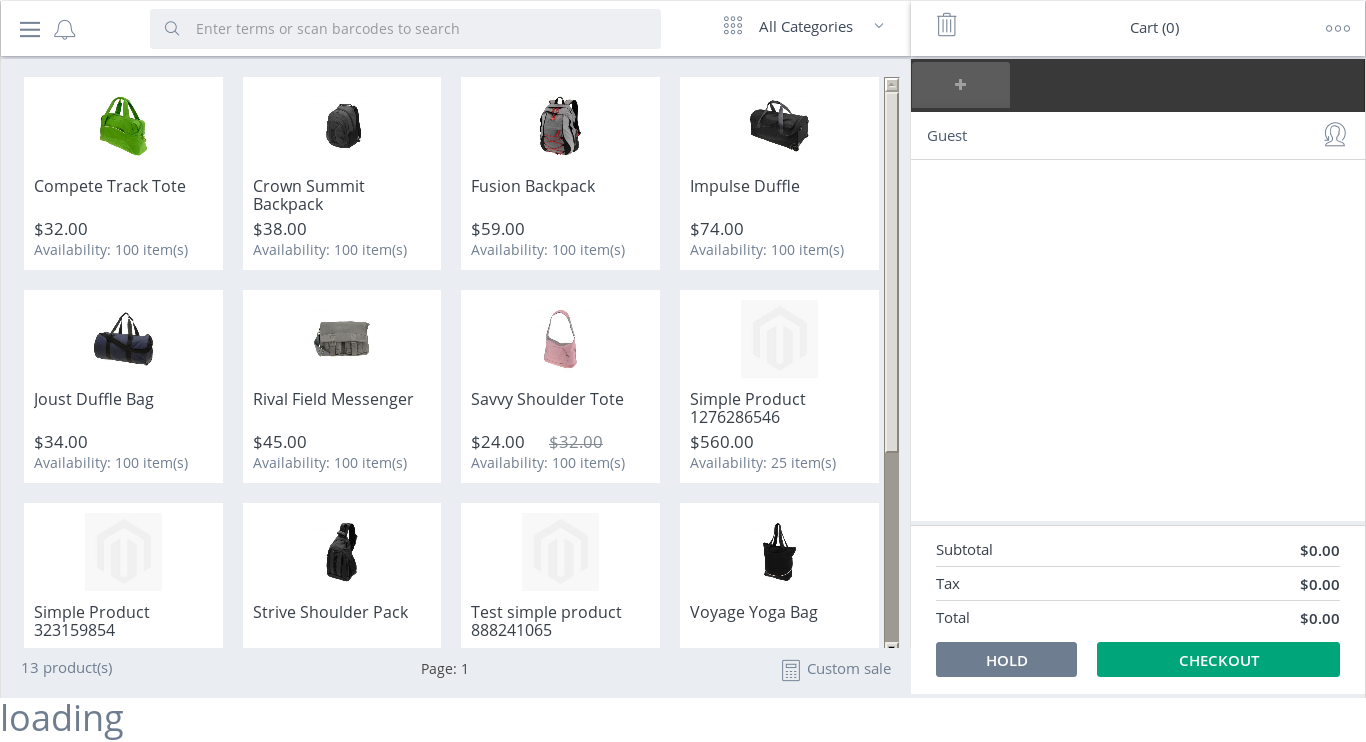 Enter terms or scan barcodes to search
All Categories
Cart (0)
+
Guest
Compete Track Tote
$32.00
Availability: 100 item(s)
Crown Summit
Backpack
$38.00
Availability: 100 item(s)
Fusion Backpack
$59.00
Availability: 100 item(s)
Impulse Duffle
$74.00
Availability: 100 item(s)
Joust Duffle Bag
$34.00
Availability: 100 item(s)
Rival Field Messenger
$45.00
Availability: 100 item(s)
Savvy Shoulder Tote
$24.00 $32.00
Availability: 100 item(s)
Simple Product
1276286546
$560.00
Availability: 25 item(s)
Simple Product
323159854
Strive Shoulder Pack
Test simple product
888241065
Voyage Yoga Bag
13 product(s)
Page: 1
Custom sale
Subtotal $0.00
Tax $0.00
Total $0.00
HOLD
CHECKOUT
loading